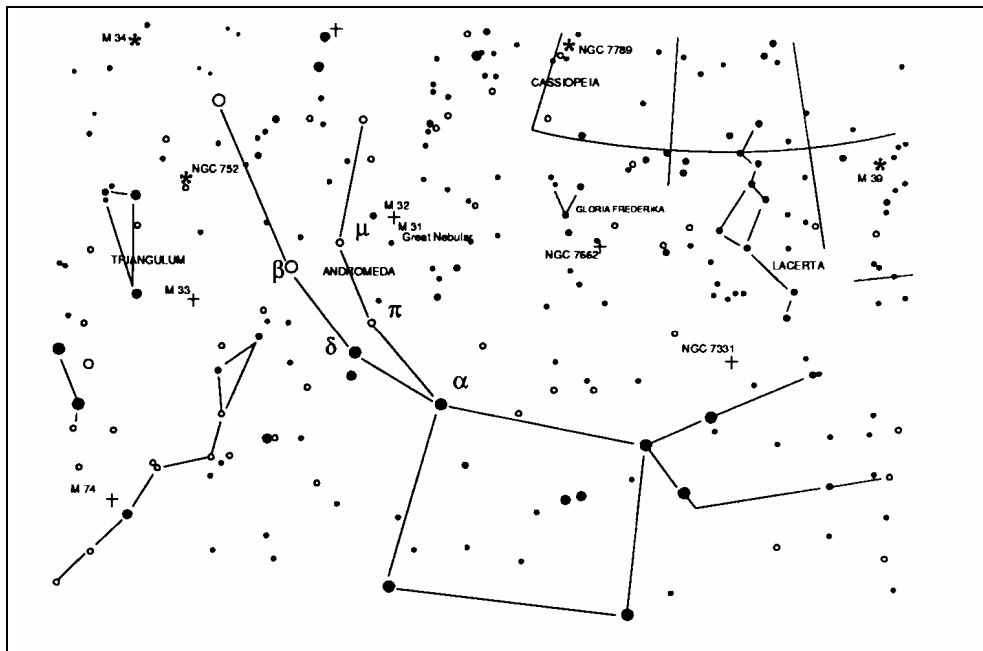 M 34
NGC 7789
CASSIOPEIA
NGC 752
M 39
M 32
GLORIA FREDERIKA
μ
M 31
Great Nebular
TRIANGULUM
β
ANDROMEDA
NGC 7662
LACERTA
M 33
π
δ
NGC 7331
α
M 74